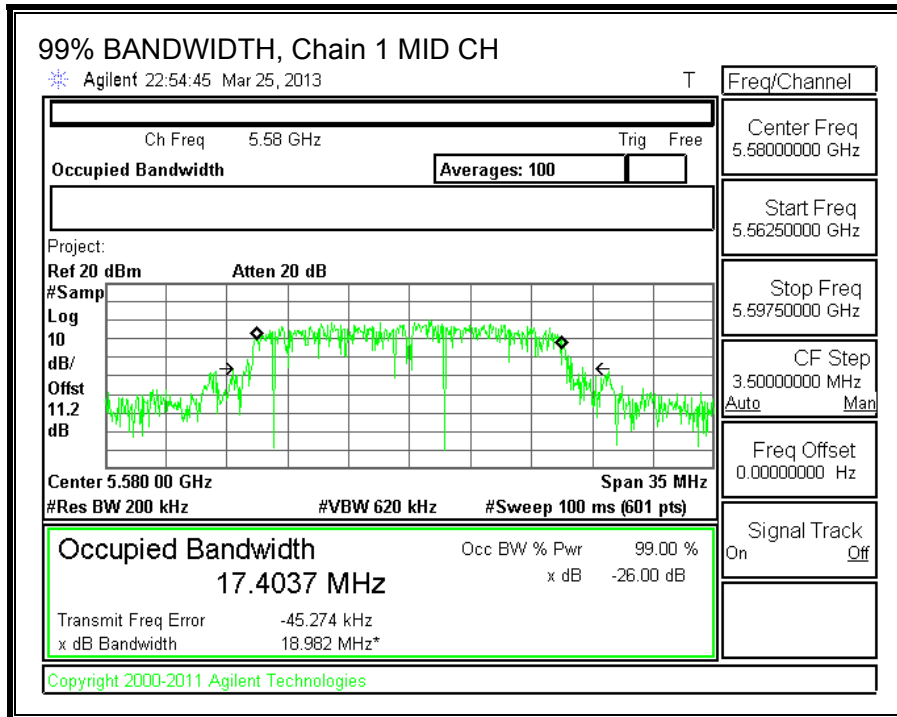 99% BANDWIDTH, Chain 1 MID CH
Agilent 22:54:45 Mar 25, 2013 T
Freq/Channel
Ch Freq 5.58 GHz Trig Free
Occupied Bandwidth Averages: 100
Center Freq
5.58000000 GHz
Start Freq
5.56250000 GHz
Stop Freq
5.59750000 GHz
CF Step
3.50000000 MHz
Auto Man
Freq Offset
0.00000000 Hz
Signal Track
On Off
Project:
Ref 20 dBm Atten 20 dB
#Samp
Log
10
dB/
Offst
11.2
dB
Center 5.580 00 GHz Span 35 MHz
#Res BW 200 kHz #VBW 620 kHz #Sweep 100 ms (601 pts)
Occupied Bandwidth Occ BW % Pwr 99.00 %
17.4037 MHz x dB -26.00 dB
Transmit Freq Error -45.274 kHz
x dB Bandwidth 18.982 MHz*
Copyright 2000-2011 Agilent Technologies